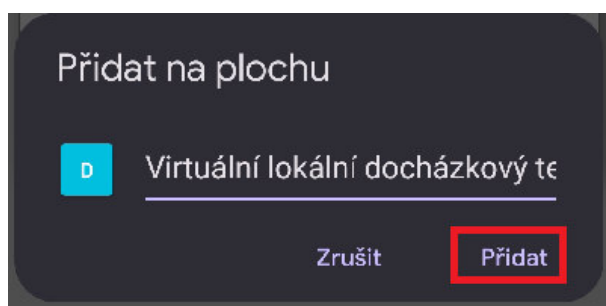 Přidat na plochu
D
Virtuální lokální docházkový te
Zrušit
Přidat